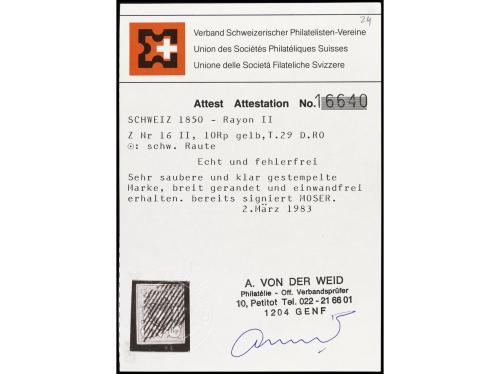 24
Verband Schweizerischer Philatelisten-Vereine
Union des Sociétés Philatéliques Suisses
Unione delle Società Filateliche Svizzere
Attest Attestation No. 16640
SCHWEIZ 1850 - Rayon II
Z Nr 16 II, 10Rp gelb,T.29 D.RO
⊙: schw. Raute
Echt und fehlerfrei
Sehr saubere und klar gestempelte
Marke, breit gerandet und einwandfrei
erhalten. bereits signiert MOSER.
2.März 1983
A. VON DER WEID
Philatélie - Off. Verbandsprüfer
10, Petitot Tel. 022 - 21 66 01
1204 GENF